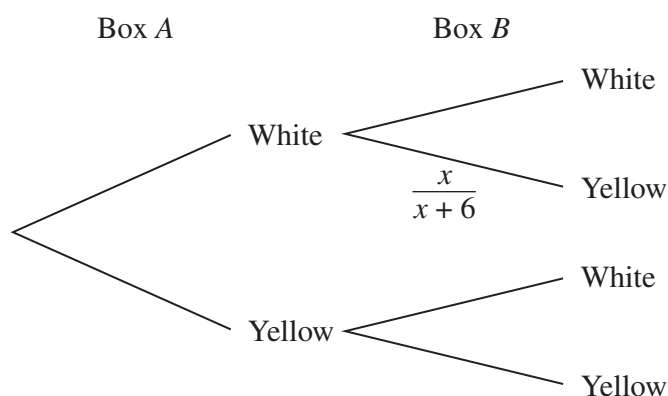 Box A Box B
White
White
x
x + 6
Yellow
White
Yellow
Yellow